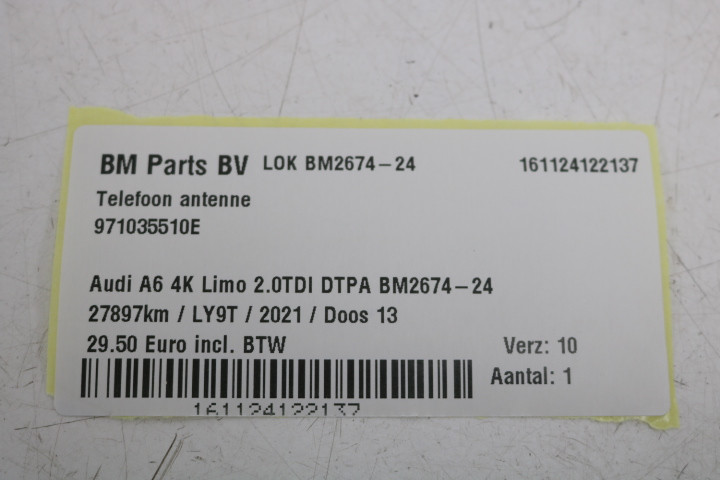 BM Parts BV LOK BM2674-24 161124122137
Telefoon antenne
971035510E
Audi A6 4K Limo 2.0TDI DTPA BM2674-24
27897km / LY9T / 2021 / Doos 13
29.50 Euro incl. BTW Verz: 10
Aantal: 1
161124122137